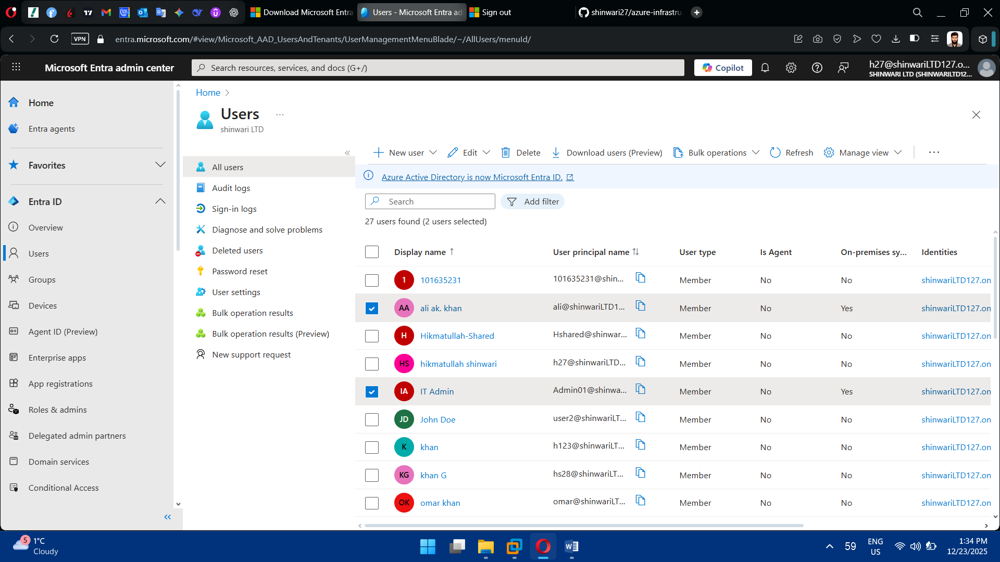 Download Microsoft Entra
Users - Microsoft Entra ad
Sign out
shinwari27/azure-infrastru
VPN
entra.microsoft.com/#view/Microsoft_AAD_UsersAndTenants/UserManagementMenuBlade/~/AllUsers/menuId/
Microsoft Entra admin center
Search resources, services, and docs (G+/)
Copilot
h27@shinwariLTD127.o...
SHINWARI LTD (SHINWARILTD12...
Home
Entra agents
Favorites
Entra ID
Overview
Users
Groups
Devices
Agent ID (Preview)
Enterprise apps
App registrations
Roles & admins
Delegated admin partners
Domain services
Conditional Access
Home
Users
shinwari LTD
All users
Audit logs
Sign-in logs
Diagnose and solve problems
Deleted users
Password reset
User settings
Bulk operation results
Bulk operation results (Preview)
New support request
New user Edit Delete Download users (Preview) Bulk operations Refresh Manage view
Azure Active Directory is now Microsoft Entra ID.
Search Add filter
27 users found (2 users selected)
Display name ↑ User principal name ↑↓ User type Is Agent On-premises sy... Identities
1 101635231 101635231@shin... Member No No shinwariLTD127.on
AA ali ak. khan ali@shinwariLTD1... Member No Yes shinwariLTD127.on
H Hikmatullah-Shared Hshared@shinwar... Member No No shinwariLTD127.on
HS hikmatullah shinwari h27@shinwariLTD... Member No No shinwariLTD127.on
IA IT Admin Admin01@shinwa... Member No Yes shinwariLTD127.on
JD John Doe user2@shinwariLT... Member No No shinwariLTD127.on
K khan h123@shinwariLT... Member No No shinwariLTD127.on
KG khan G hs28@shinwariLT... Member No No shinwariLTD127.on
OK omar khan omar@shinwariLT... Member No No shinwariLTD127.on
5
1°C
Cloudy
59
ENG
US
1:34 PM
12/23/2025